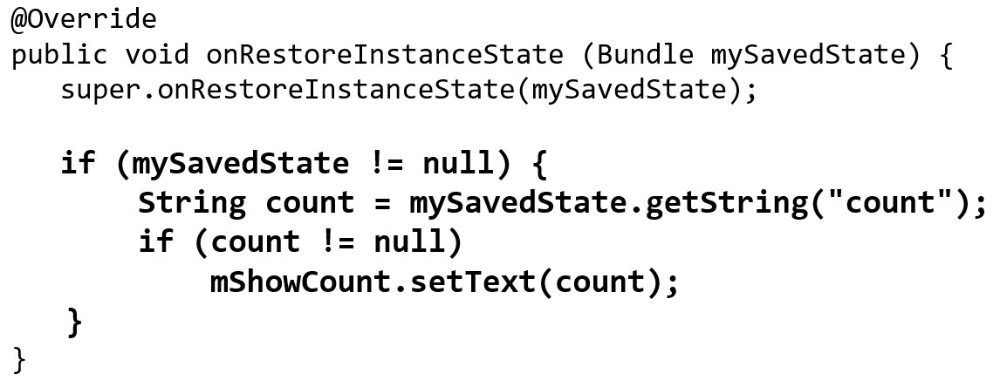 @Override
public void onRestoreInstanceState (Bundle mySavedState) {
super.onRestoreInstanceState(mySavedState);
if (mySavedState != null) {
String count = mySavedState.getString("count");
if (count != null)
mShowCount.setText(count);
}
}